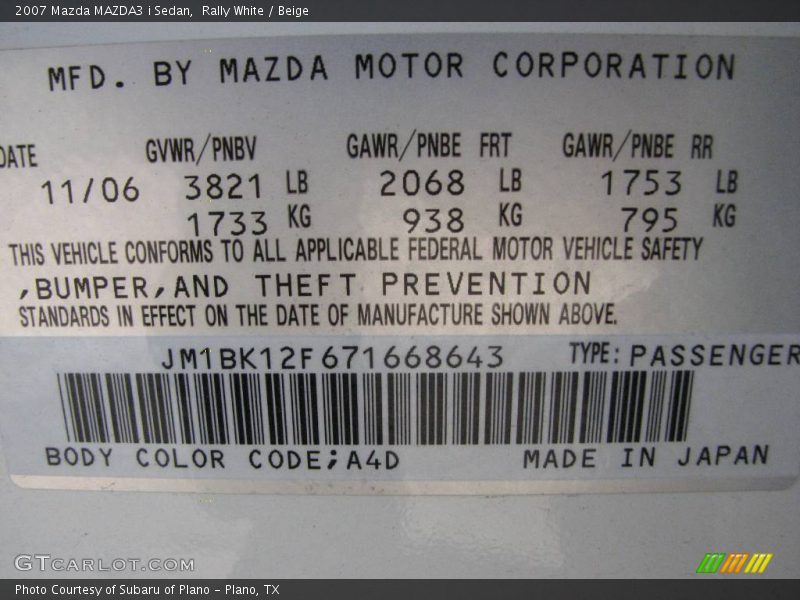 2007 Mazda MAZDA3 i Sedan,  Rally White / Beige
MFD. BY MAZDA MOTOR CORPORATION
DATE GVWR/PNBV GAWR/PNBE FRT GAWR/PNBE RR
11/06 3821 LB 2068 LB 1753 LB
1733 KG 938 KG 795 KG
THIS VEHICLE CONFORMS TO ALL APPLICABLE FEDERAL MOTOR VEHICLE SAFETY
,BUMPER,AND THEFT PREVENTION
STANDARDS IN EFFECT ON THE DATE OF MANUFACTURE SHOWN ABOVE.
JM1BK12F671668643 TYPE: PASSENGER
BODY COLOR CODE;A4D MADE IN JAPAN
GTCARLOT.COM
Photo Courtesy of Subaru of Plano - Plano, TX